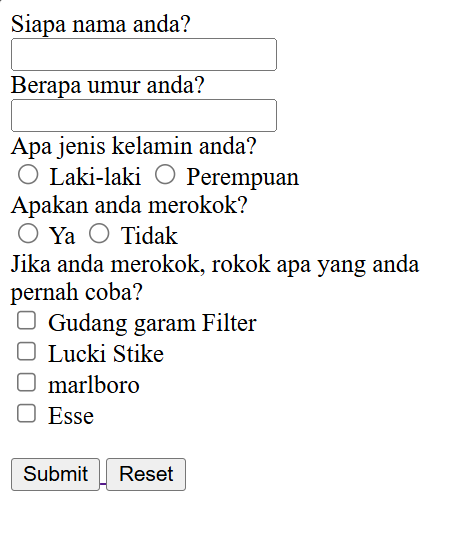 Siapa nama anda?
Berapa umur anda?
Apa jenis kelamin anda?
Laki-laki Perempuan
Apakan anda merokok?
Ya Tidak
Jika anda merokok, rokok apa yang anda
pernah coba?
Gudang garam Filter
Lucki Stike
marlboro
Esse
Submit Reset